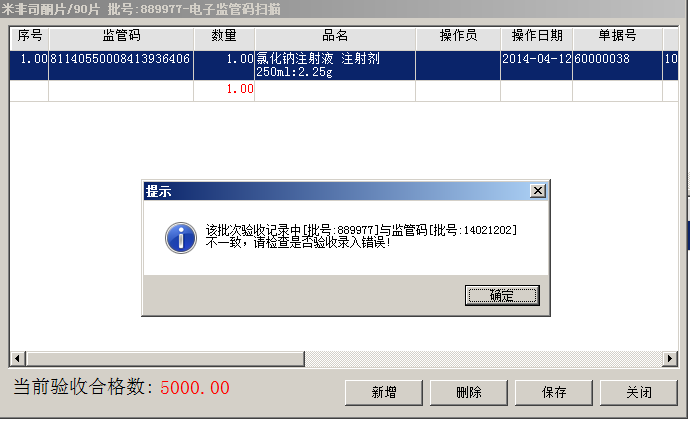 米非司酮片/90片 批号:889977-电子监管码扫描
序号 监管码 数量 品名 操作员 操作日期 单据号
1.00 81140550008413936406 1.00 氯化钠注射液 注射剂 2014-04-12 60000038 10
250ml:2.25g
1.00
提示
该批次验收记录中[批号:889977]与监管码[批号:14021202]
不一致，请检查是否验收录入错误!
确定
当前验收合格数: 5000.00
新增 删除 保存 关闭